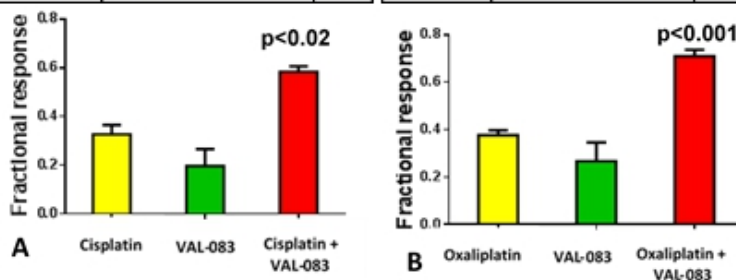 0.8
0.6
0.4
0.2
0.0
Fractional response
p<0.02
A
Cisplatin
VAL-083
Cisplatin +
VAL-083
0.8
0.6
0.4
0.2
0.0
Fractional response
p<0.001
B
Oxaliplatin
VAL-083
Oxaliplatin +
VAL-083